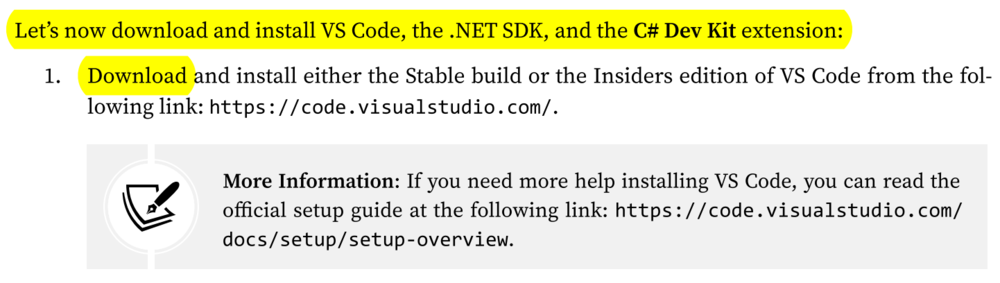 Let’s now download and install VS Code, the .NET SDK, and the C# Dev Kit extension:
1. Download and install either the Stable build or the Insiders edition of VS Code from the fol-
lowing link: https://code.visualstudio.com/.
More Information: If you need more help installing VS Code, you can read the
official setup guide at the following link: https://code.visualstudio.com/
docs/setup/setup-overview.